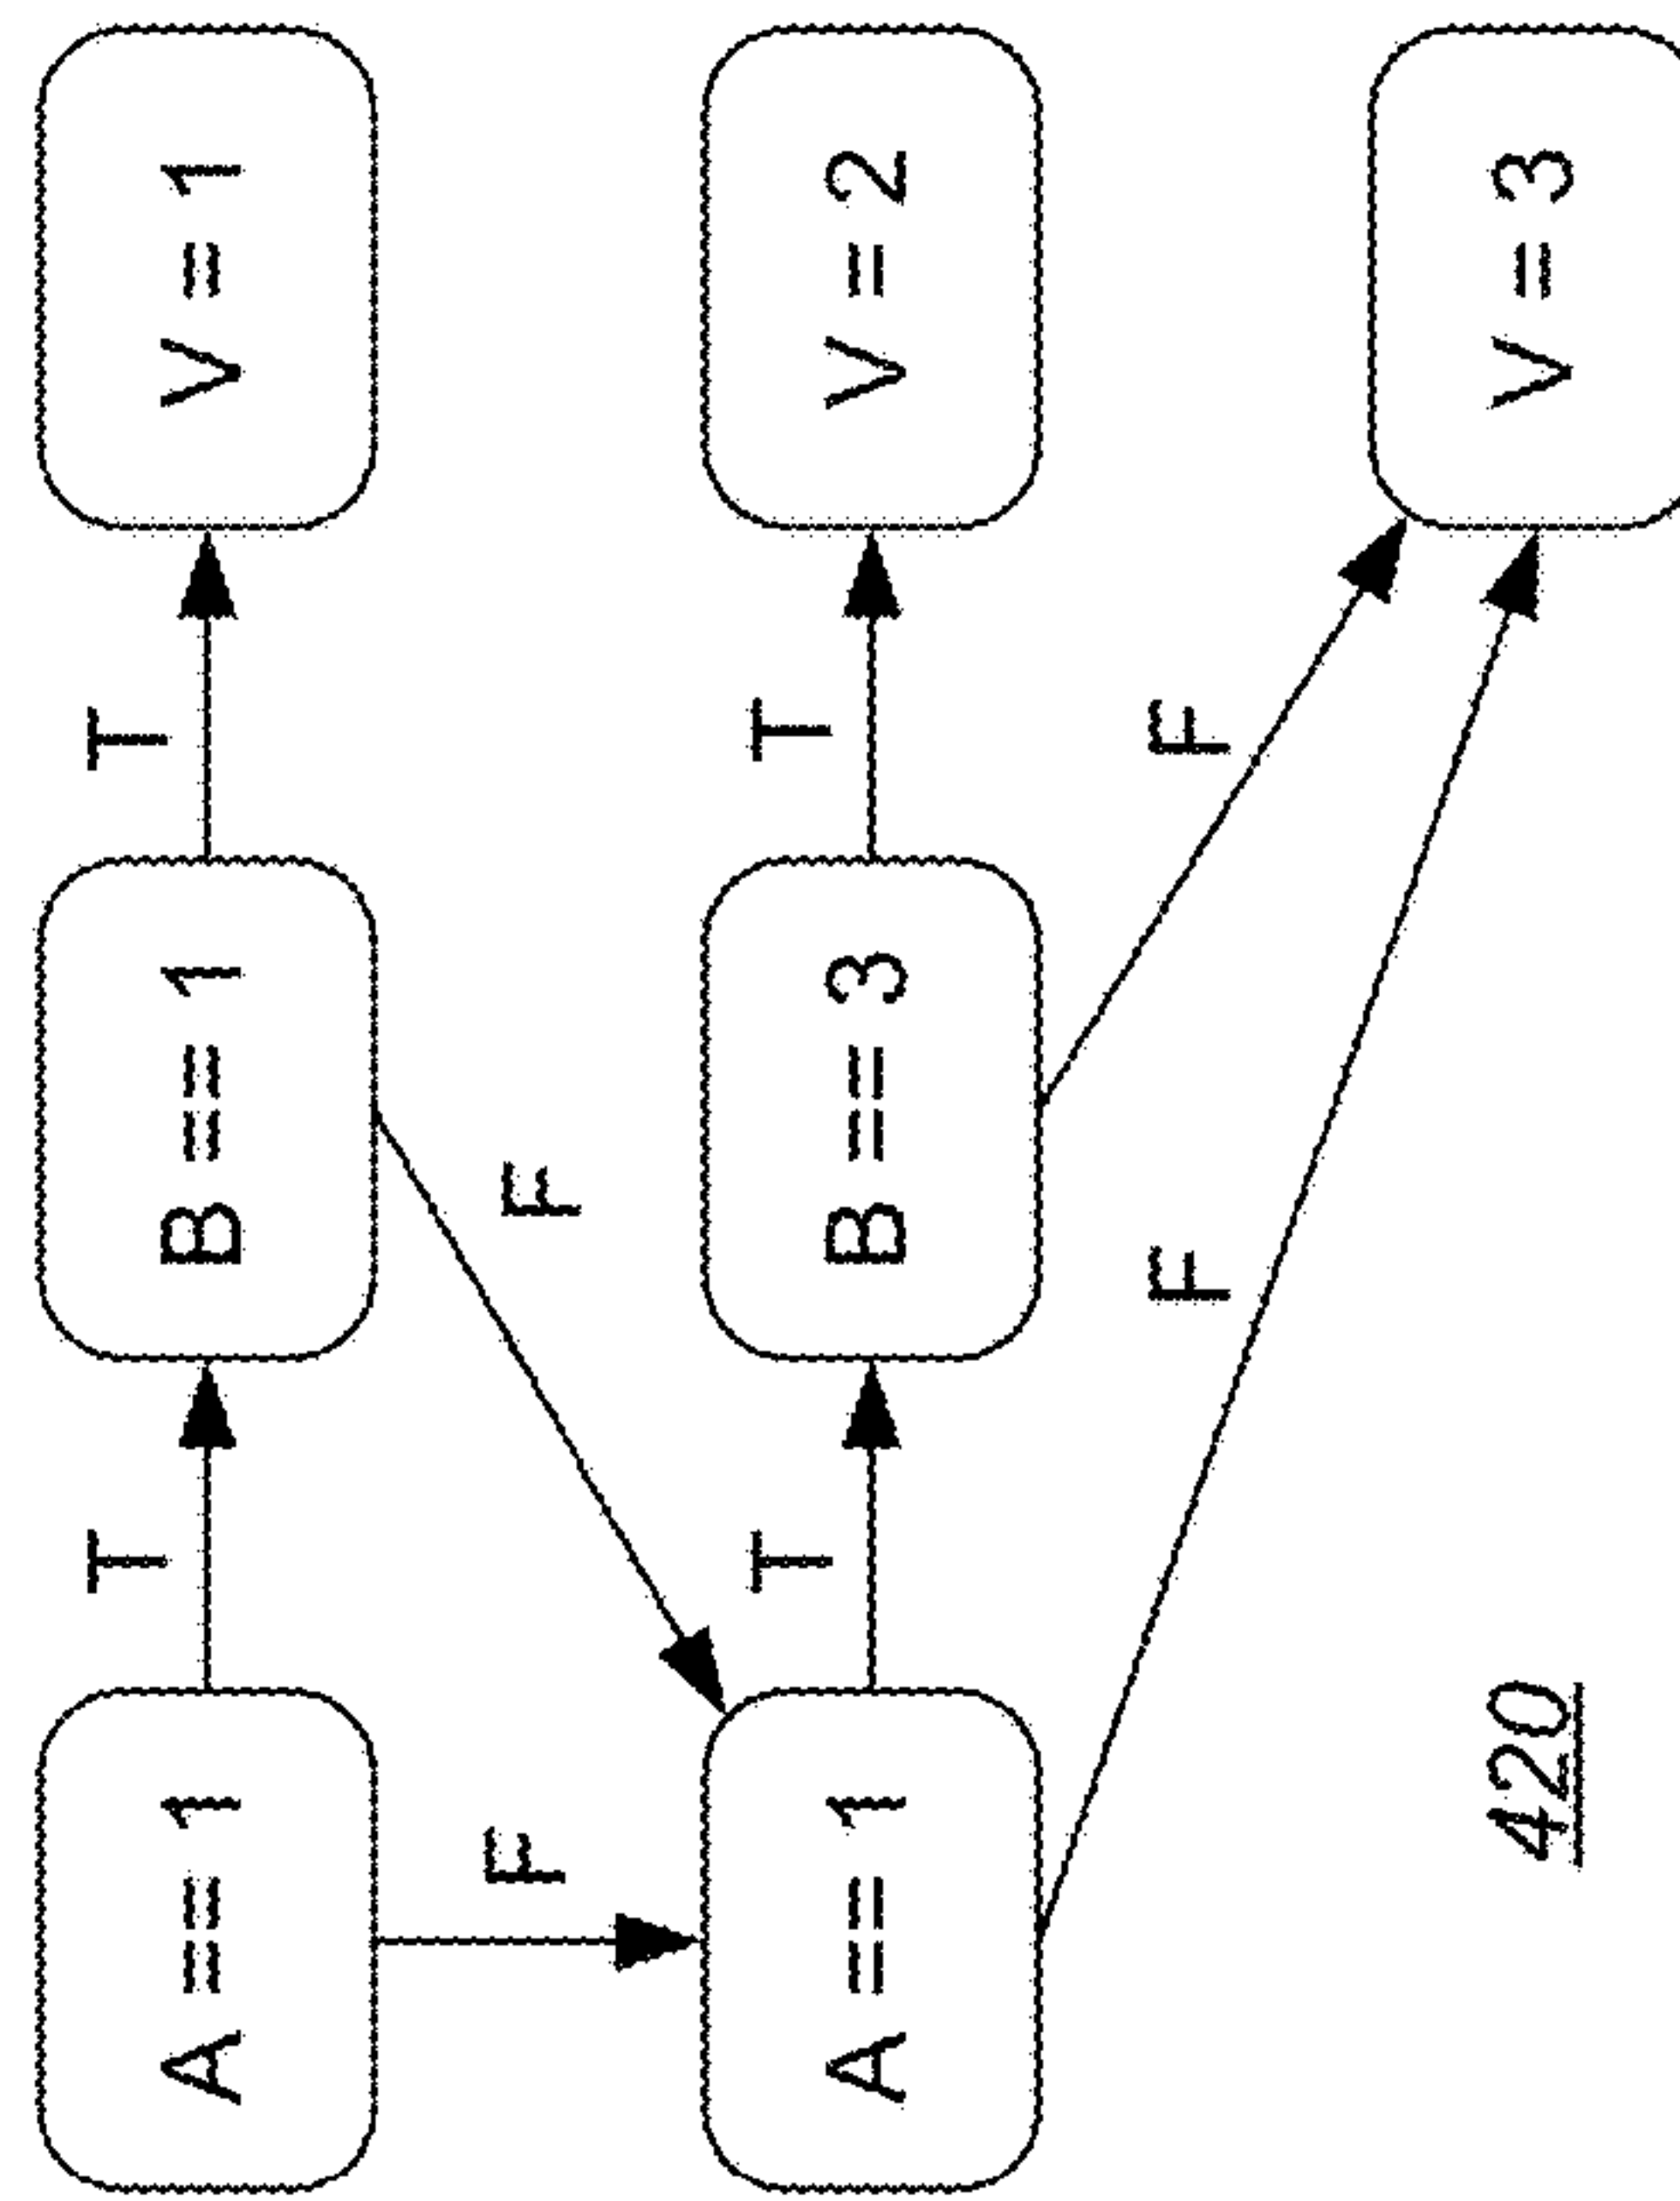 A == 1
T
B == 1
T
V = 1
F
F
A == 1
T
B == 3
T
V = 2
F
F
V = 3
420